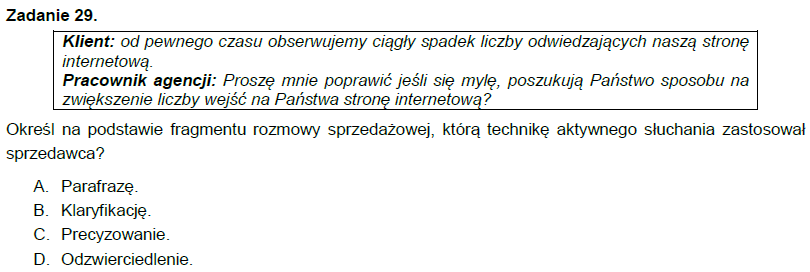 Zadanie 29.
Klient: od pewnego czasu obserwujemy ciągły spadek liczby odwiedzających naszą stronę
internetową.
Pracownik agencji: Proszę mnie poprawić jeśli się mylę, poszukują Państwo sposobu na
zwiększenie liczby wejść na Państwa stronę internetową?
Określ na podstawie fragmentu rozmowy sprzedażowej, którą technikę aktywnego słuchania zastosował
sprzedawca?
A. Parafrazę.
B. Klaryfikację.
C. Precyzowanie.
D. Odzwierciedlenie.